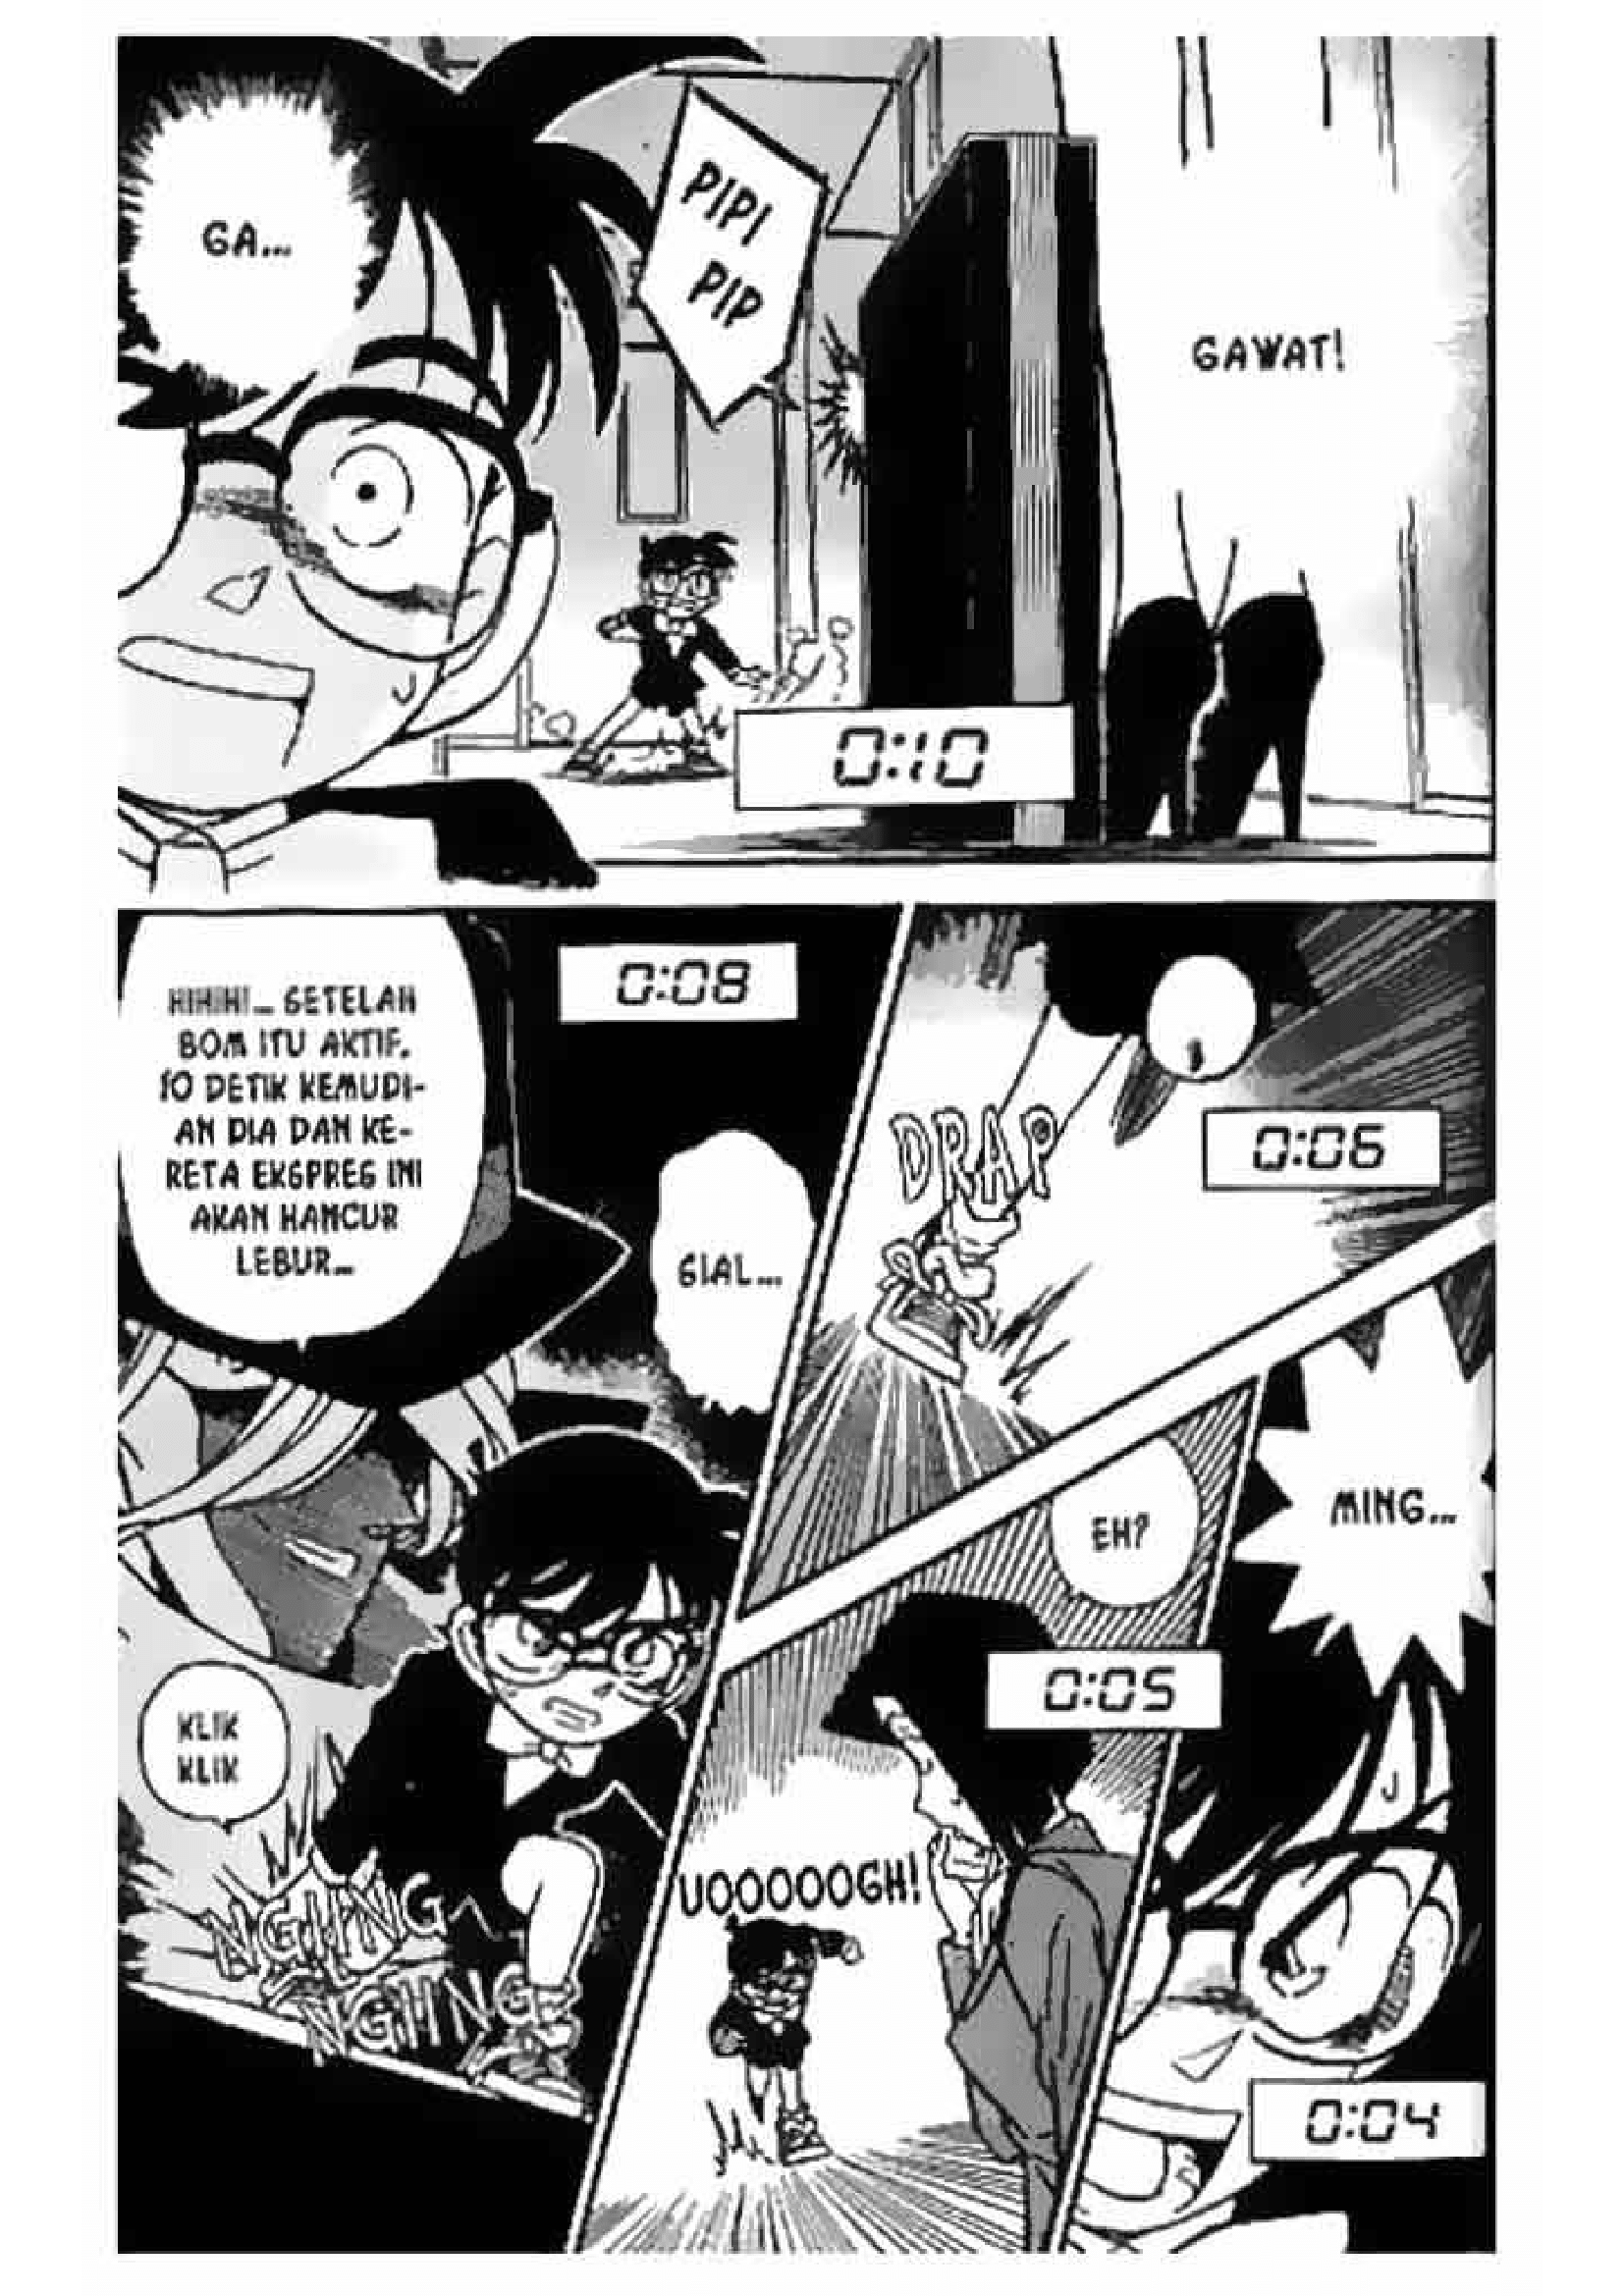 GA...
PIPI
PIP
GAWAT!
0:10
0:08
HIHIHI... SETELAH
BOM ITU AKTIF.
10 DETIK KEMUDI-
AN DIA DAN KE-
RETA EKSPRES INI
AKAN HANCUR
LEBUR...
SIAL...
KLIK
KLIK
NGIING
NGIING
DRAP
0:06
EH?
0:05
UOOOOOGH!
MING...
0:04